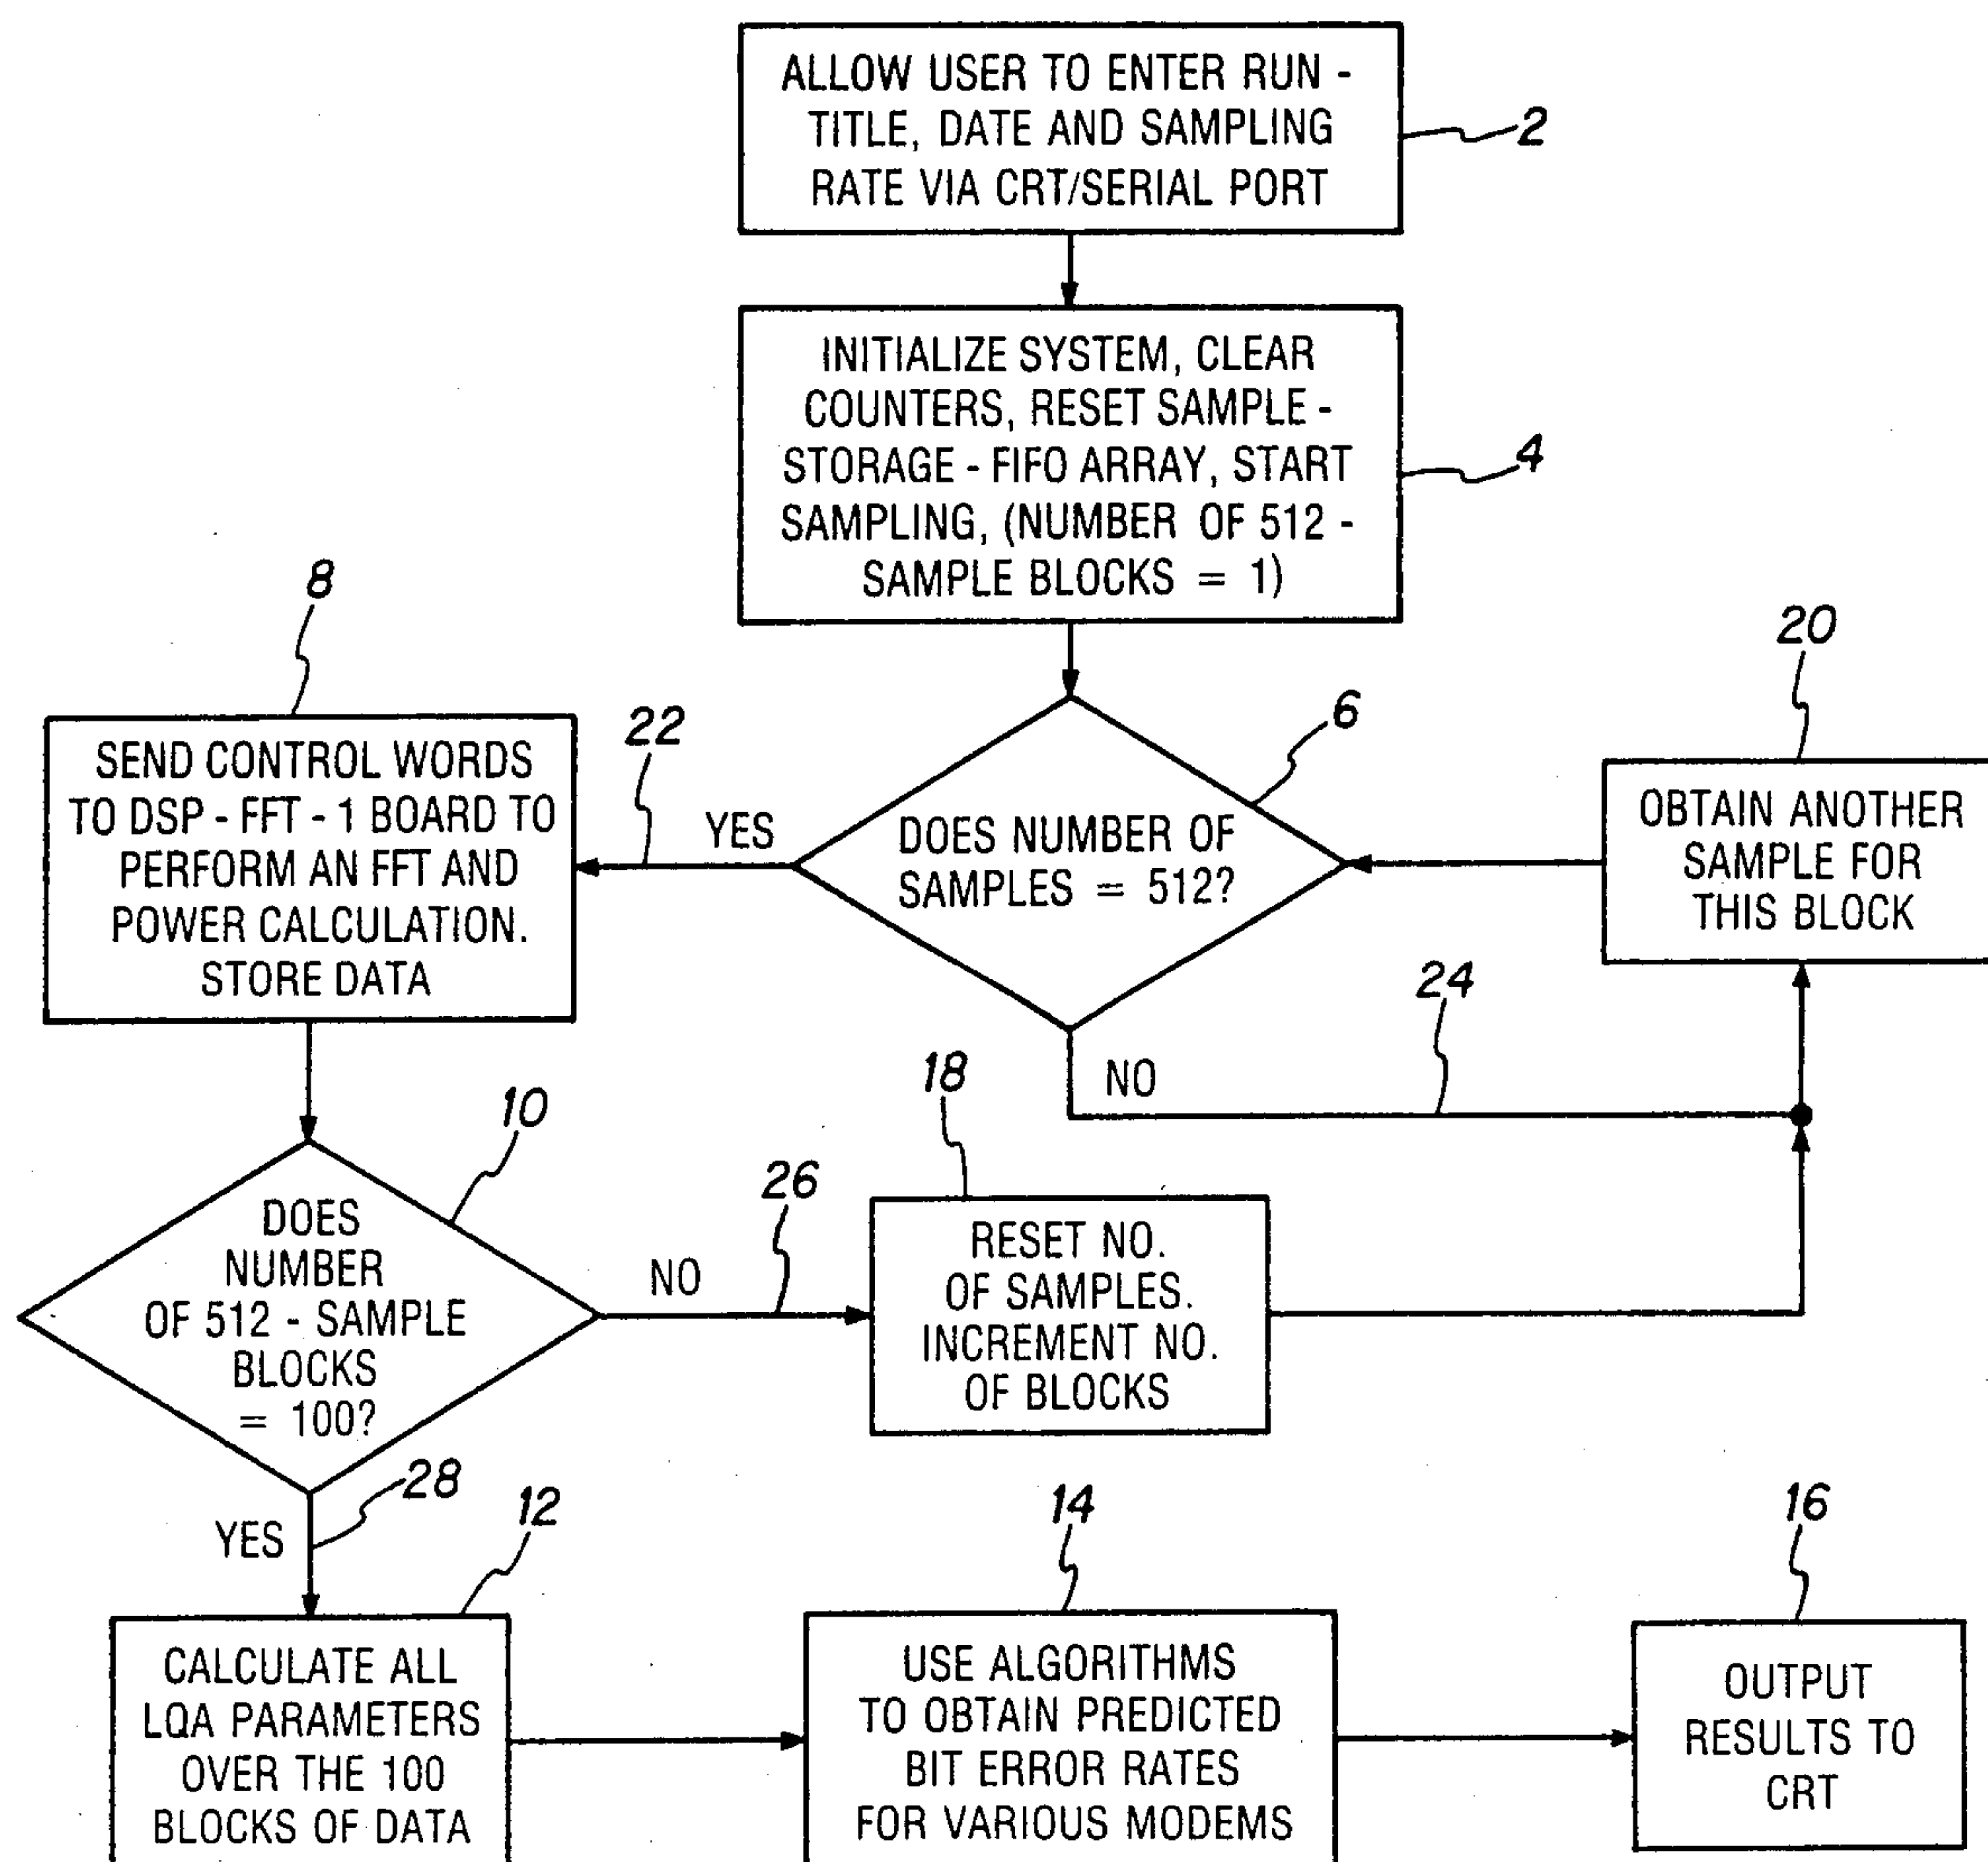 ALLOW USER TO ENTER RUN -
TITLE, DATE AND SAMPLING
RATE VIA CRT/SERIAL PORT
2
INITIALIZE SYSTEM, CLEAR
COUNTERS, RESET SAMPLE -
STORAGE - FIFO ARRAY, START
SAMPLING, (NUMBER OF 512 -
SAMPLE BLOCKS = 1)
4
8
SEND CONTROL WORDS
TO DSP - FFT - 1 BOARD TO
PERFORM AN FFT AND
POWER CALCULATION.
STORE DATA
22
YES
6
DOES NUMBER OF
SAMPLES = 512?
20
OBTAIN ANOTHER
SAMPLE FOR
THIS BLOCK
24
NO
10
DOES
NUMBER
OF 512 - SAMPLE
BLOCKS
= 100?
26
NO
18
RESET NO.
OF SAMPLES.
INCREMENT NO.
OF BLOCKS
28
YES
12
CALCULATE ALL
LQA PARAMETERS
OVER THE 100
BLOCKS OF DATA
14
USE ALGORITHMS
TO OBTAIN PREDICTED
BIT ERROR RATES
FOR VARIOUS MODEMS
16
OUTPUT
RESULTS TO
CRT